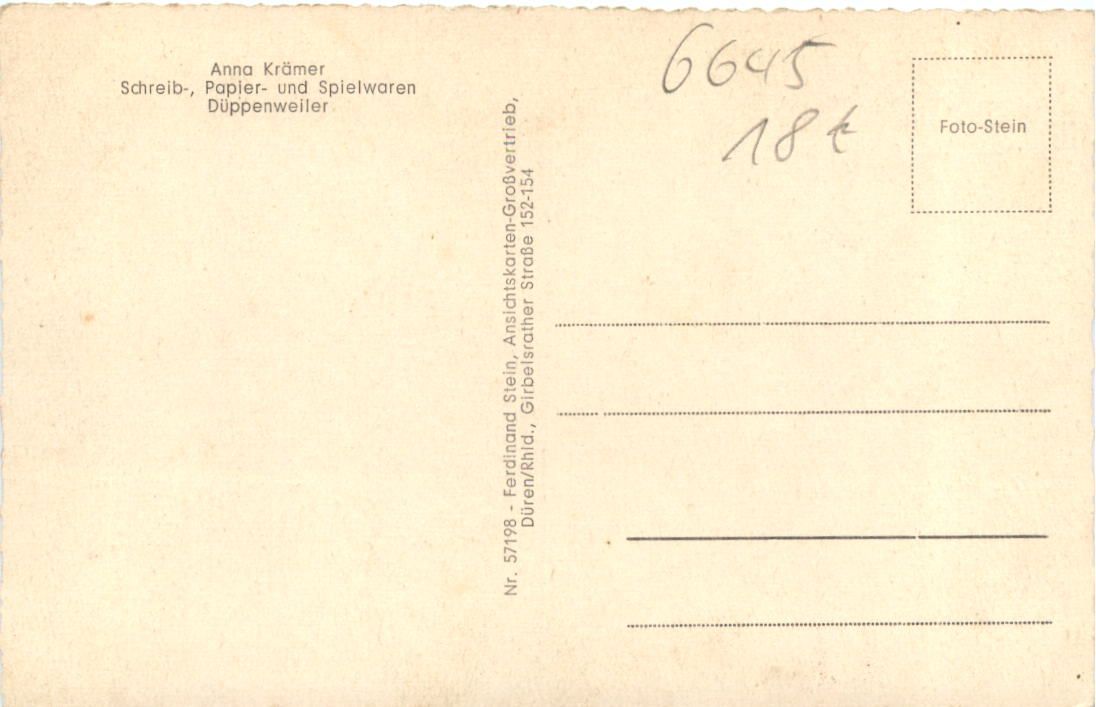 Anna Krämer
Schreib-, Papier- und Spielwaren
Düppenweiler
Nr. 57198 - Ferdinand Stein, Ansichtskarten-Großvertrieb,
Düren/Rhld., Girbelsrather Straße 152-154
6645
18 €
Foto-Stein